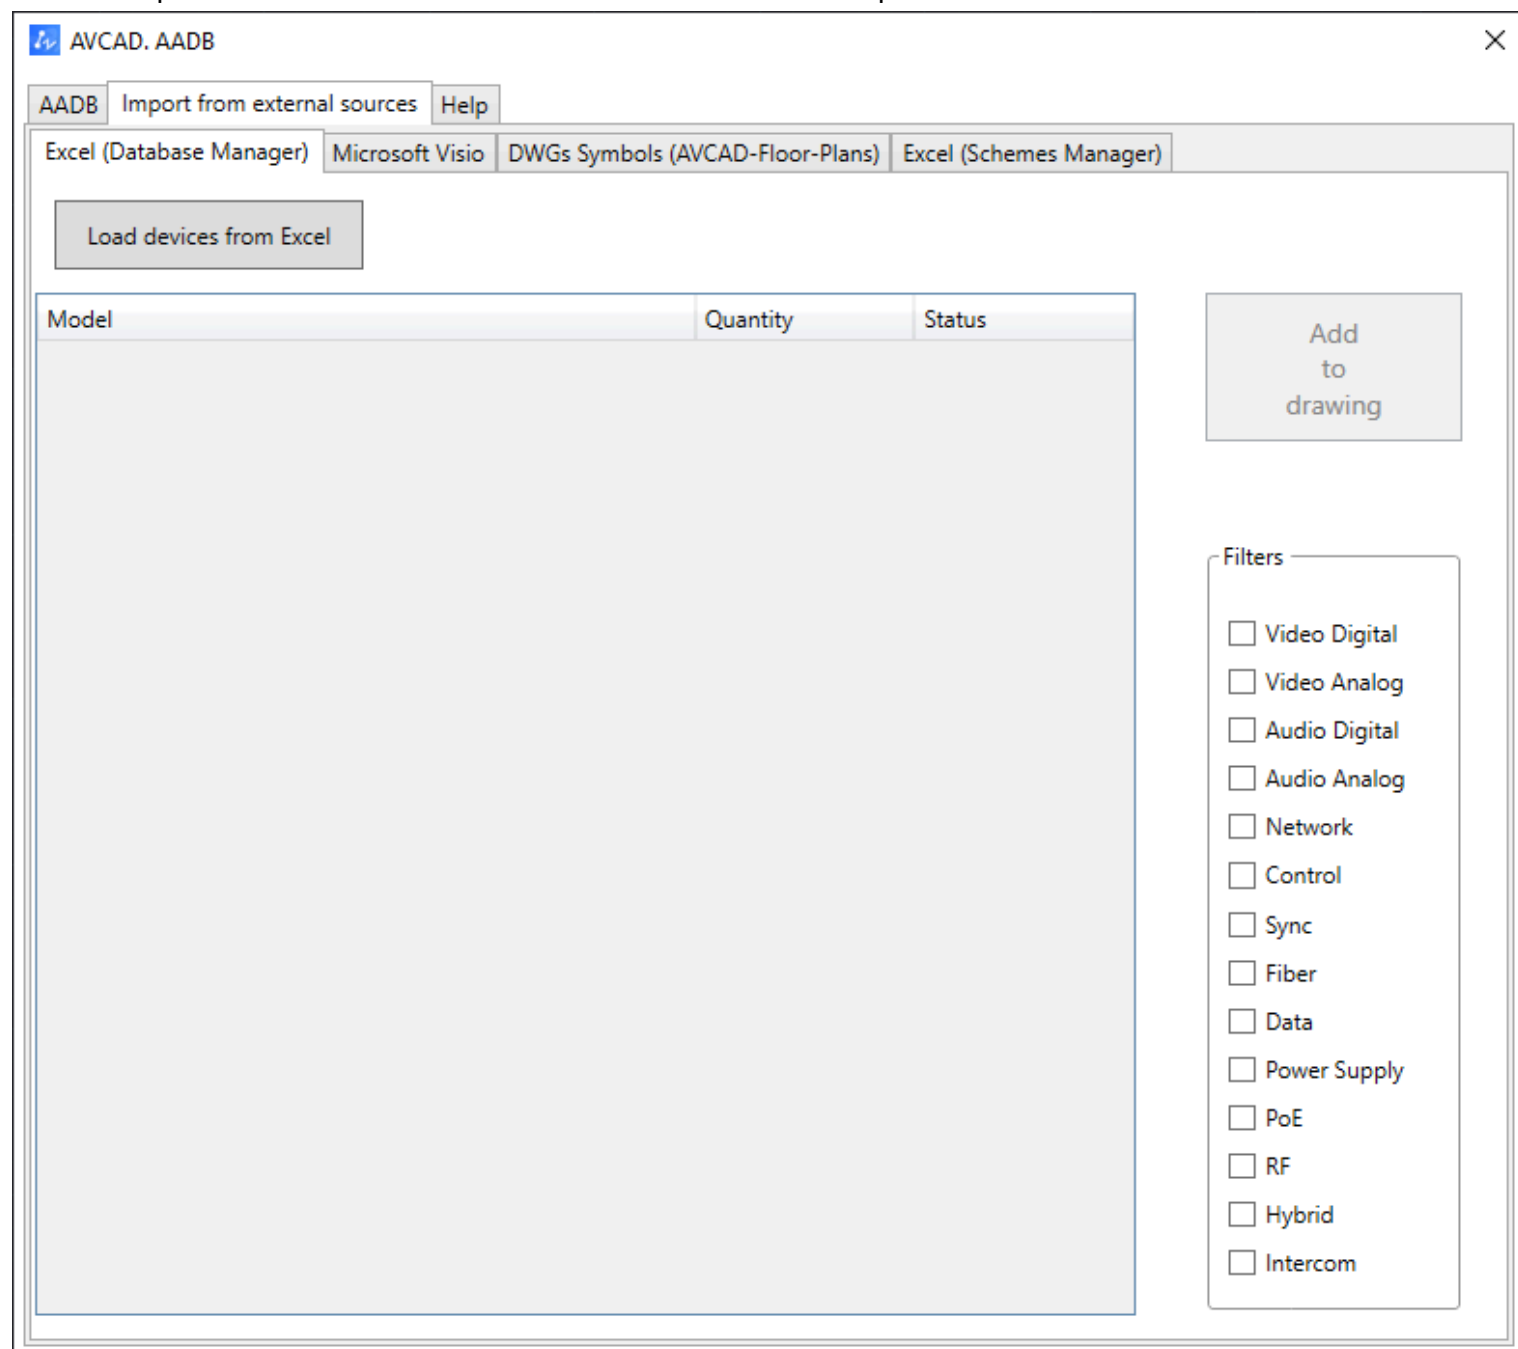 AVCAD. AADB
AADB Import from external sources Help
Excel (Database Manager) Microsoft Visio DWGs Symbols (AVCAD-Floor-Plans) Excel (Schemes Manager)
Load devices from Excel
Model Quantity Status
Add
to
drawing
Filters
Video Digital
Video Analog
Audio Digital
Audio Analog
Network
Control
Sync
Fiber
Data
Power Supply
PoE
RF
Hybrid
Intercom